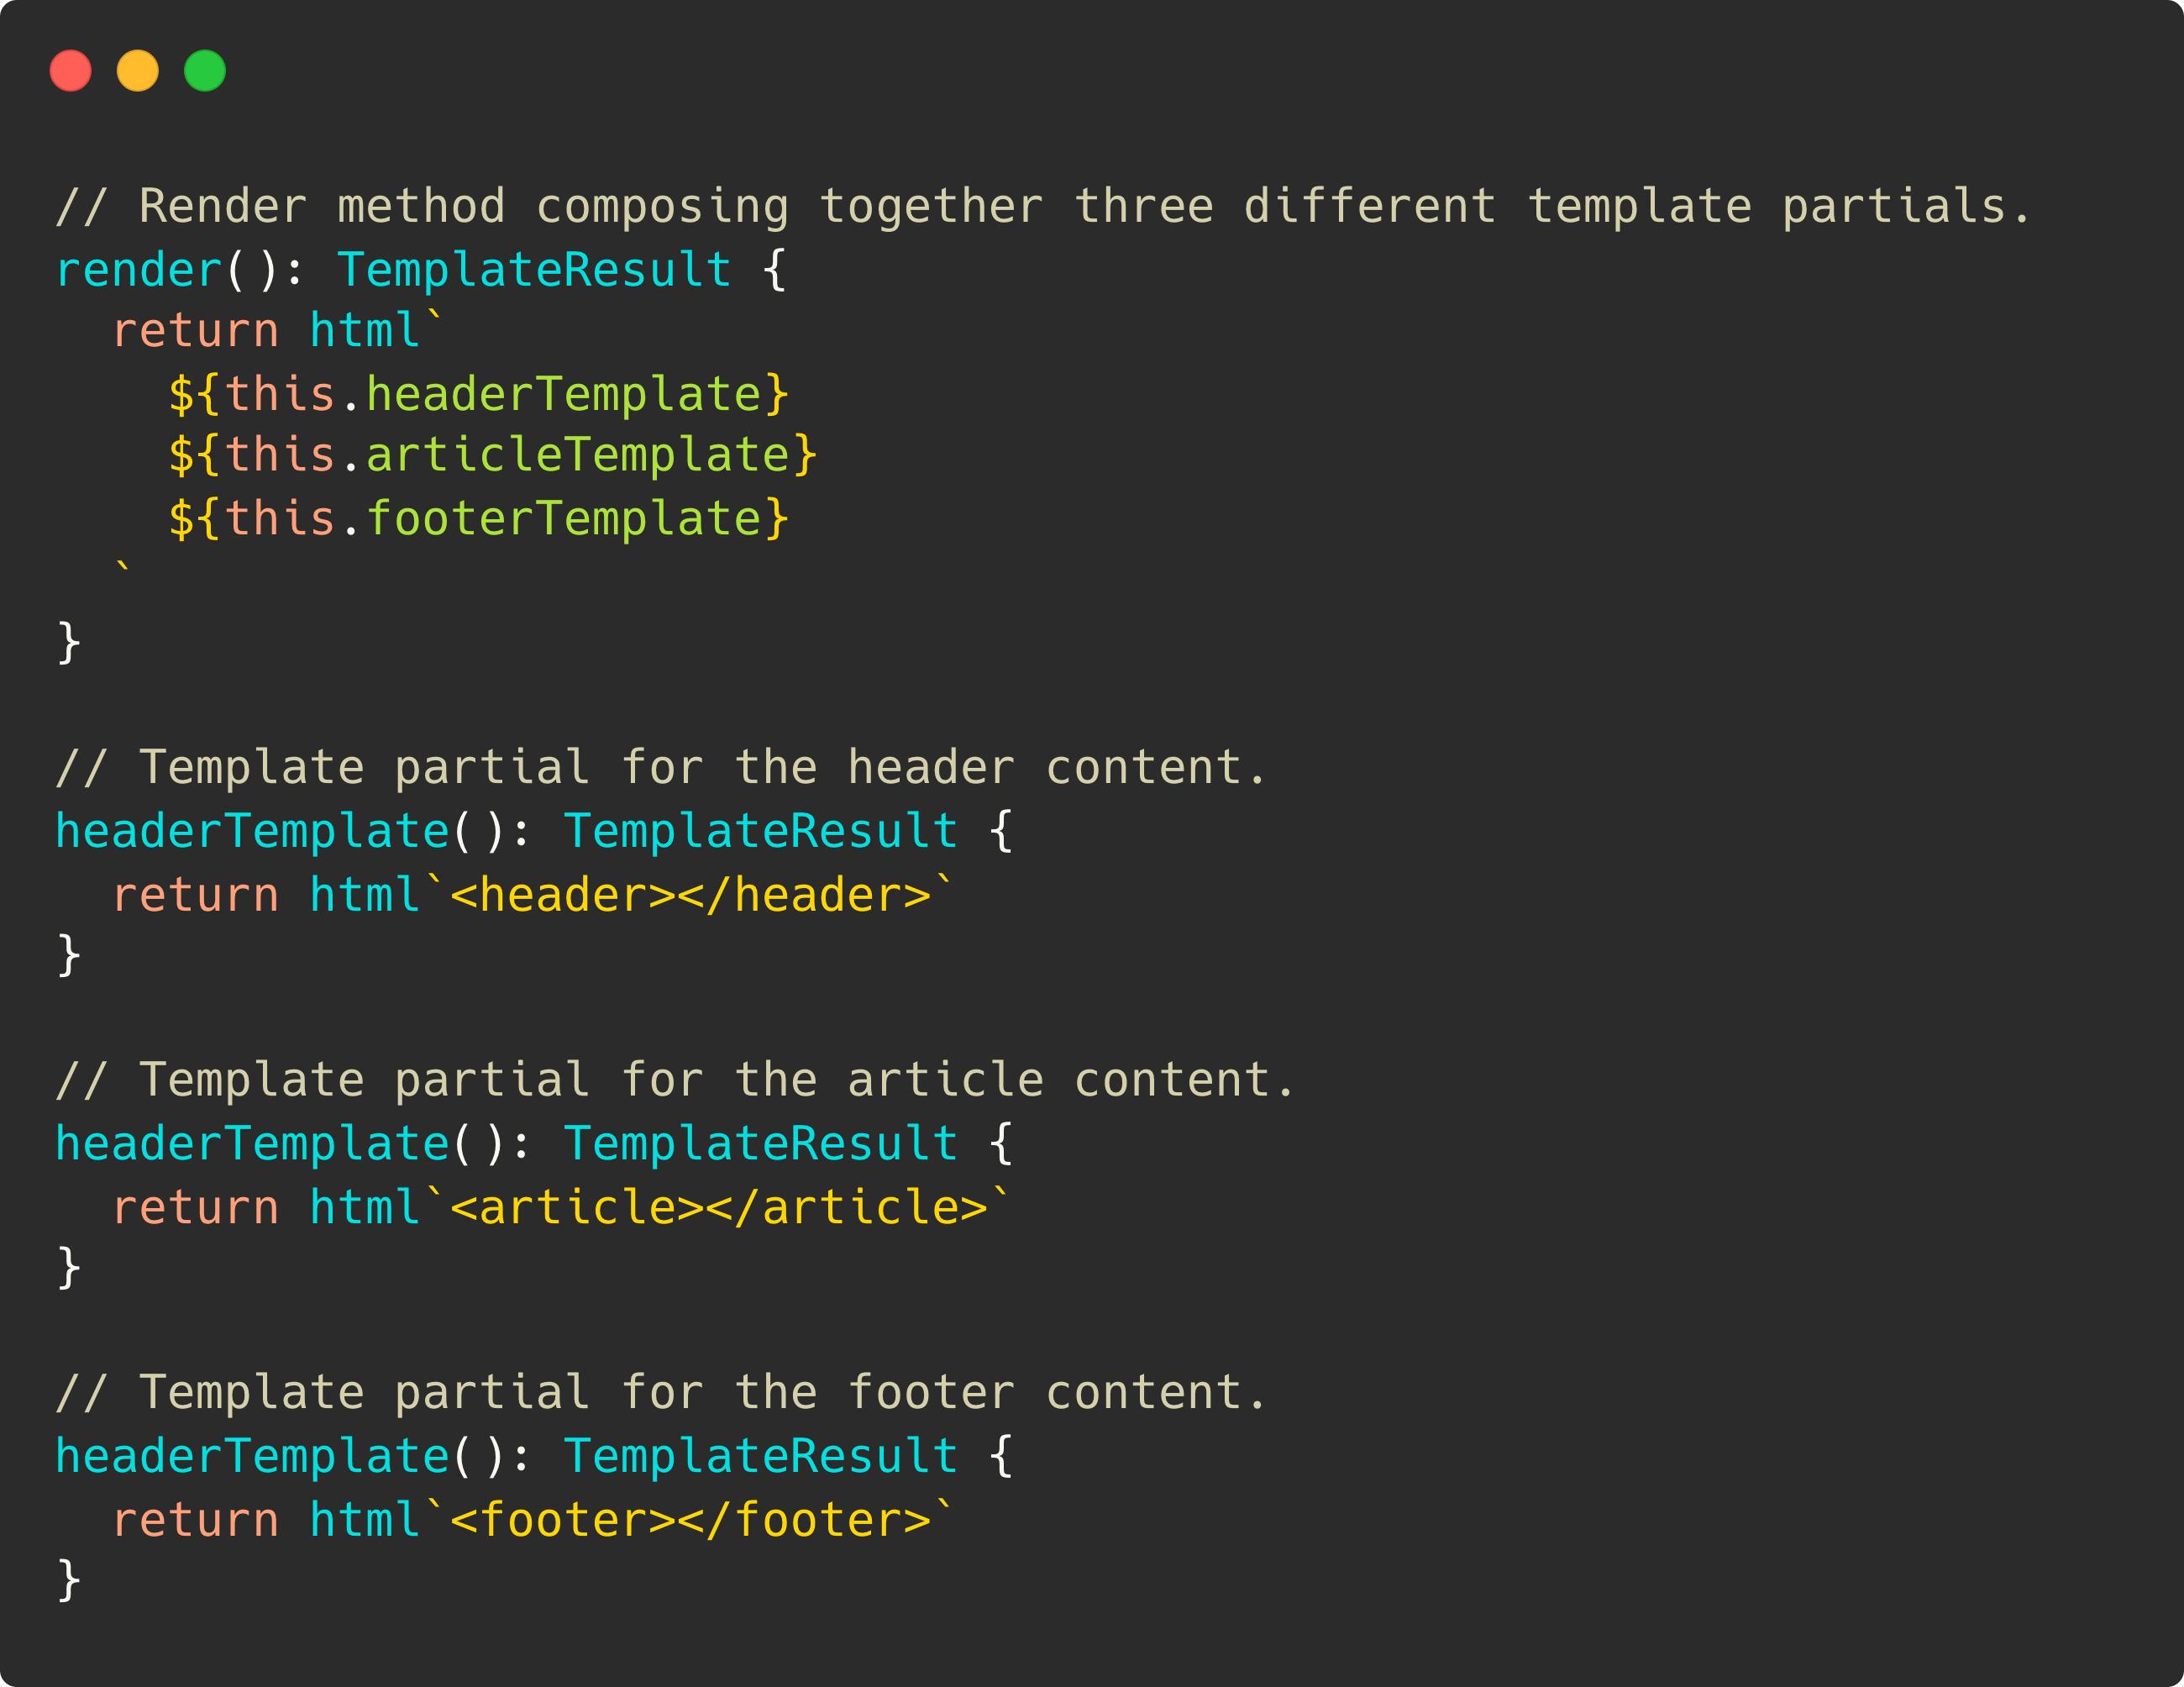 // Render method composing together three different template partials.
render(): TemplateResult {
  return html`
    ${this.headerTemplate}
    ${this.articleTemplate}
    ${this.footerTemplate}
  `
}
// Template partial for the header content.
headerTemplate(): TemplateResult {
  return html`<header></header>`
}
// Template partial for the article content.
headerTemplate(): TemplateResult {
  return html`<article></article>`
}
// Template partial for the footer content.
headerTemplate(): TemplateResult {
  return html`<footer></footer>`
}